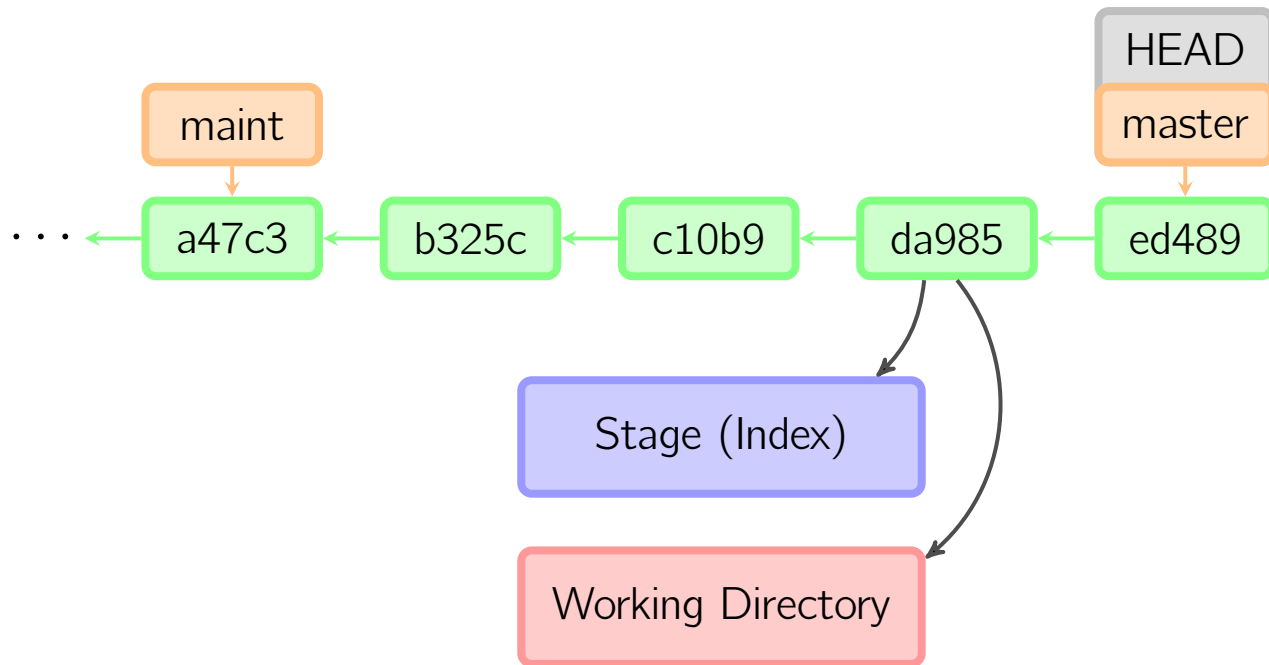 HEAD
maint
master
· · ·
a47c3
b325c
c10b9
da985
ed489
Stage (Index)
Working Directory